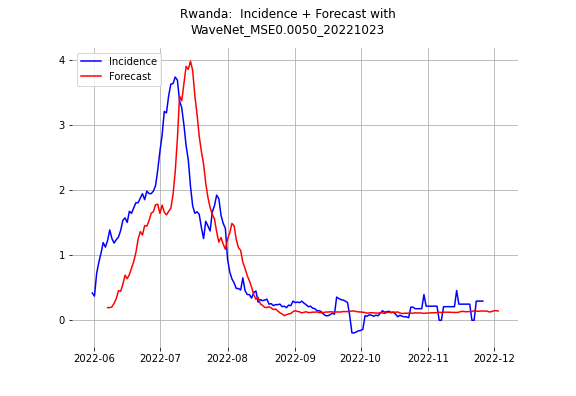 Rwanda:  Incidence + Forecast with
WaveNet_MSE0.0050_20221023
Incidence
Forecast
4
3
2
1
0
2022-06 2022-07 2022-08 2022-09 2022-10 2022-11 2022-12